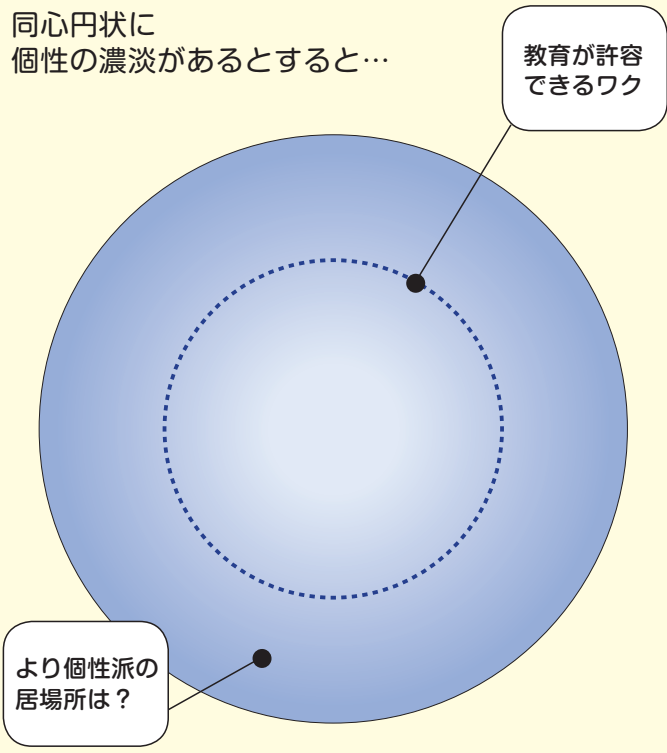 同心円状に
個性の濃淡があるとすると…
教育が許容
できるワク
より個性派の
居場所は？